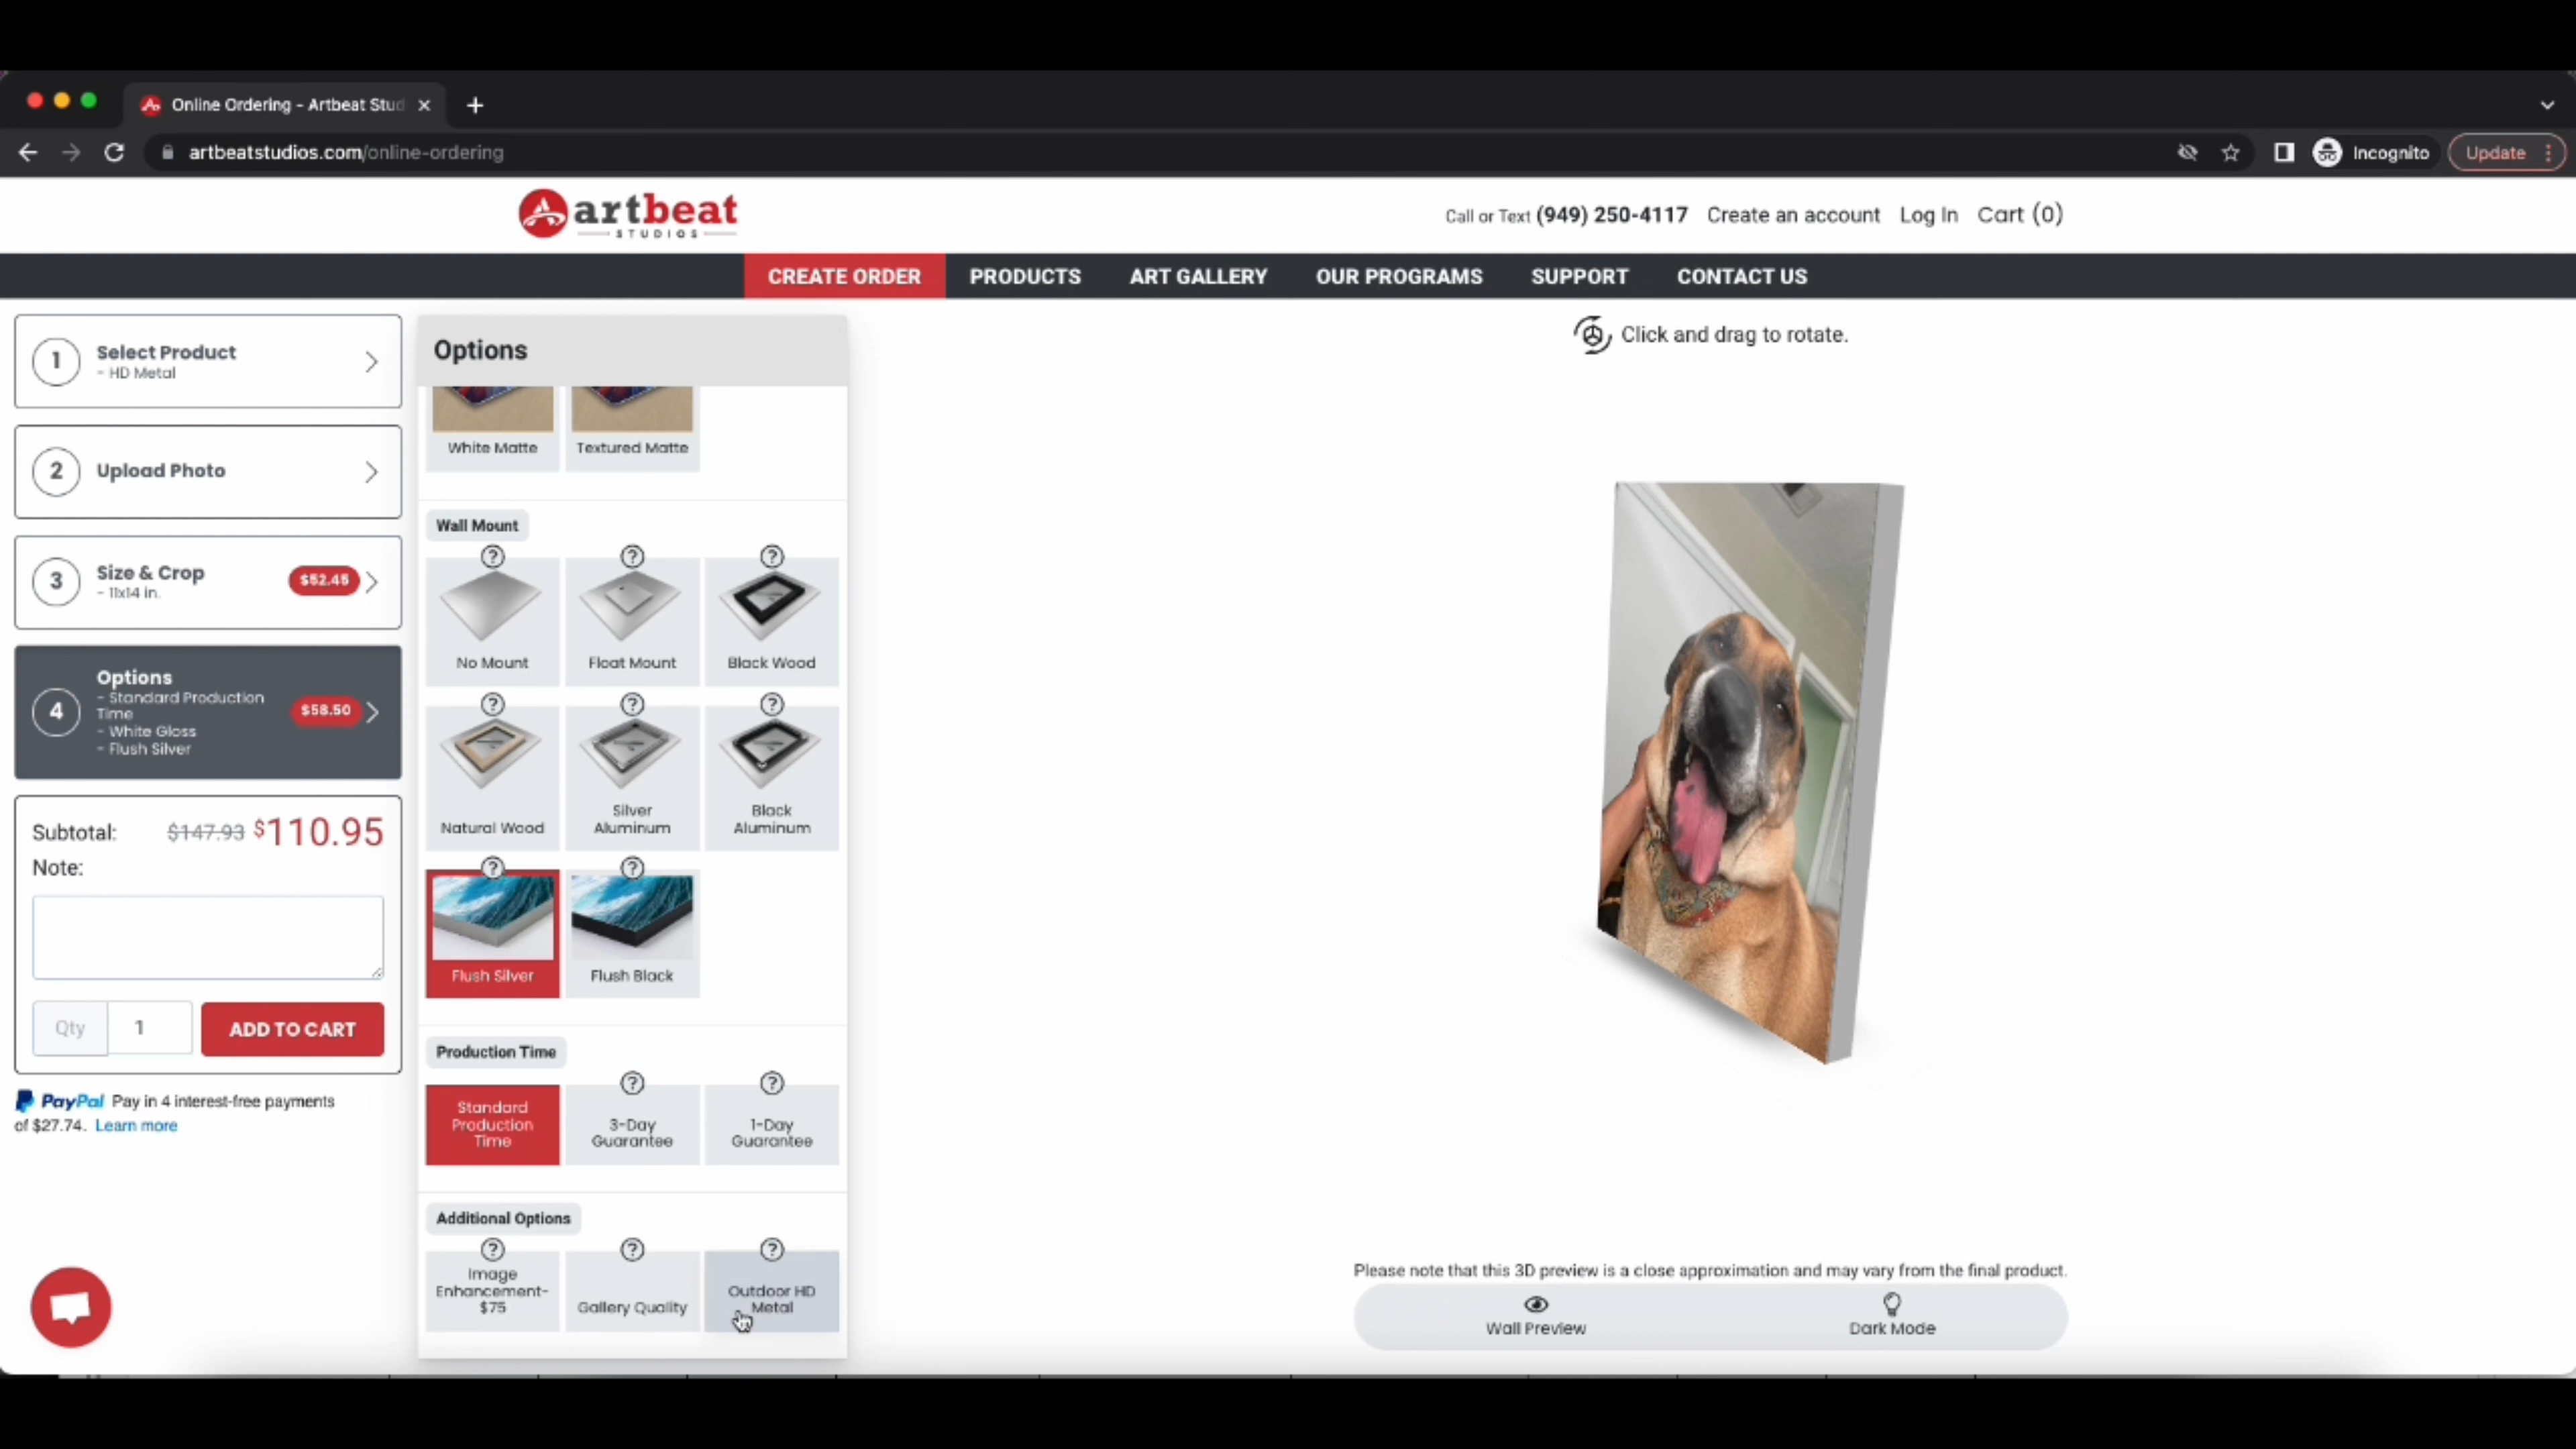 Online Ordering - Artbeat Stud
artbeatstudios.com/online-ordering
Incognito
Update
artbeat
STUDIOS
Call or Text (949) 250-4117
Create an account
Log In
Cart (0)
CREATE ORDER
PRODUCTS
ART GALLERY
OUR PROGRAMS
SUPPORT
CONTACT US
1
Select Product
- HD Metal
2
Upload Photo
3
Size & Crop
- 11x14 in.
$52.45
4
Options
- Standard Production
Time
- White Gloss
- Flush Silver
$58.50
Subtotal: $147.93 $110.95
Note:
Qty 1
ADD TO CART
PayPal Pay in 4 interest-free payments
of $27.74. Learn more
Options
White Matte
Textured Matte
Wall Mount
?
?
?
No Mount
Float Mount
Black Wood
?
?
?
Natural Wood
Silver
Aluminum
Black
Aluminum
?
?
Flush Silver
Flush Black
Production Time
?
?
Standard
Production
Time
3-Day
Guarantee
1-Day
Guarantee
Additional Options
?
?
?
Image
Enhancement-
$75
Gallery Quality
Outdoor HD
Metal
Click and drag to rotate.
Please note that this 3D preview is a close approximation and may vary from the final product.
Wall Preview
Dark Mode